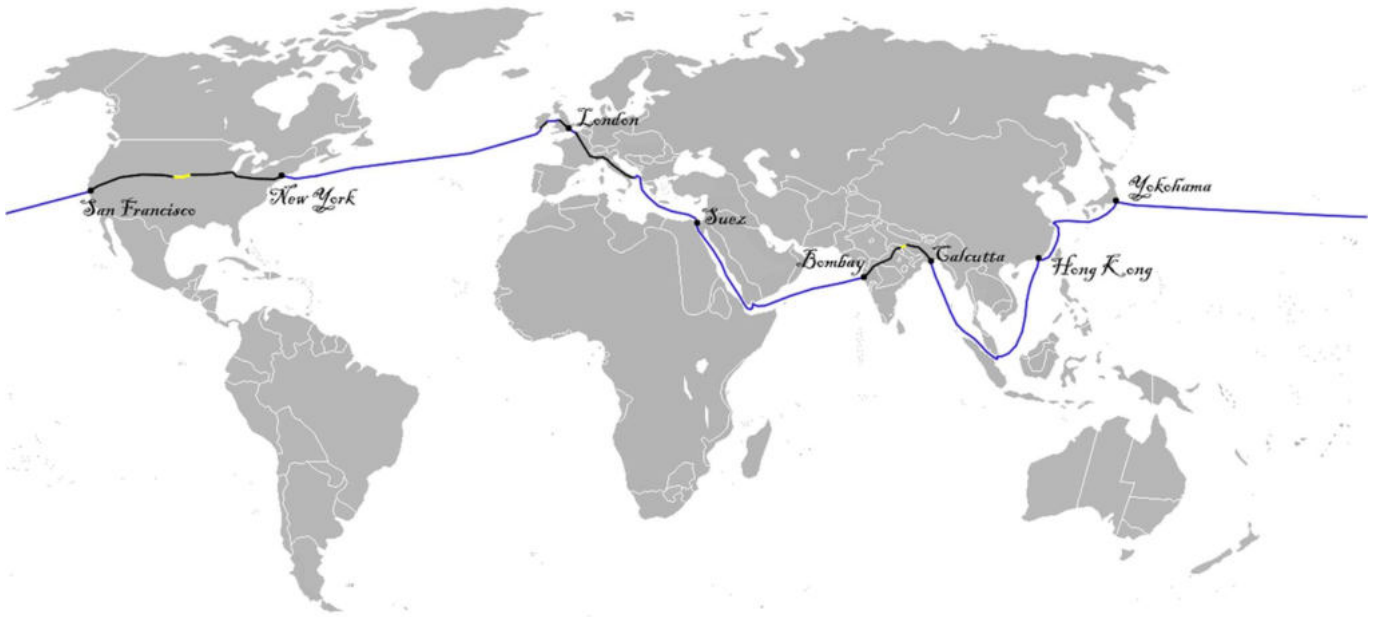 London
Yokohama
San Francisco
New York
Suez
Bombay
Calcutta
Hong Kong